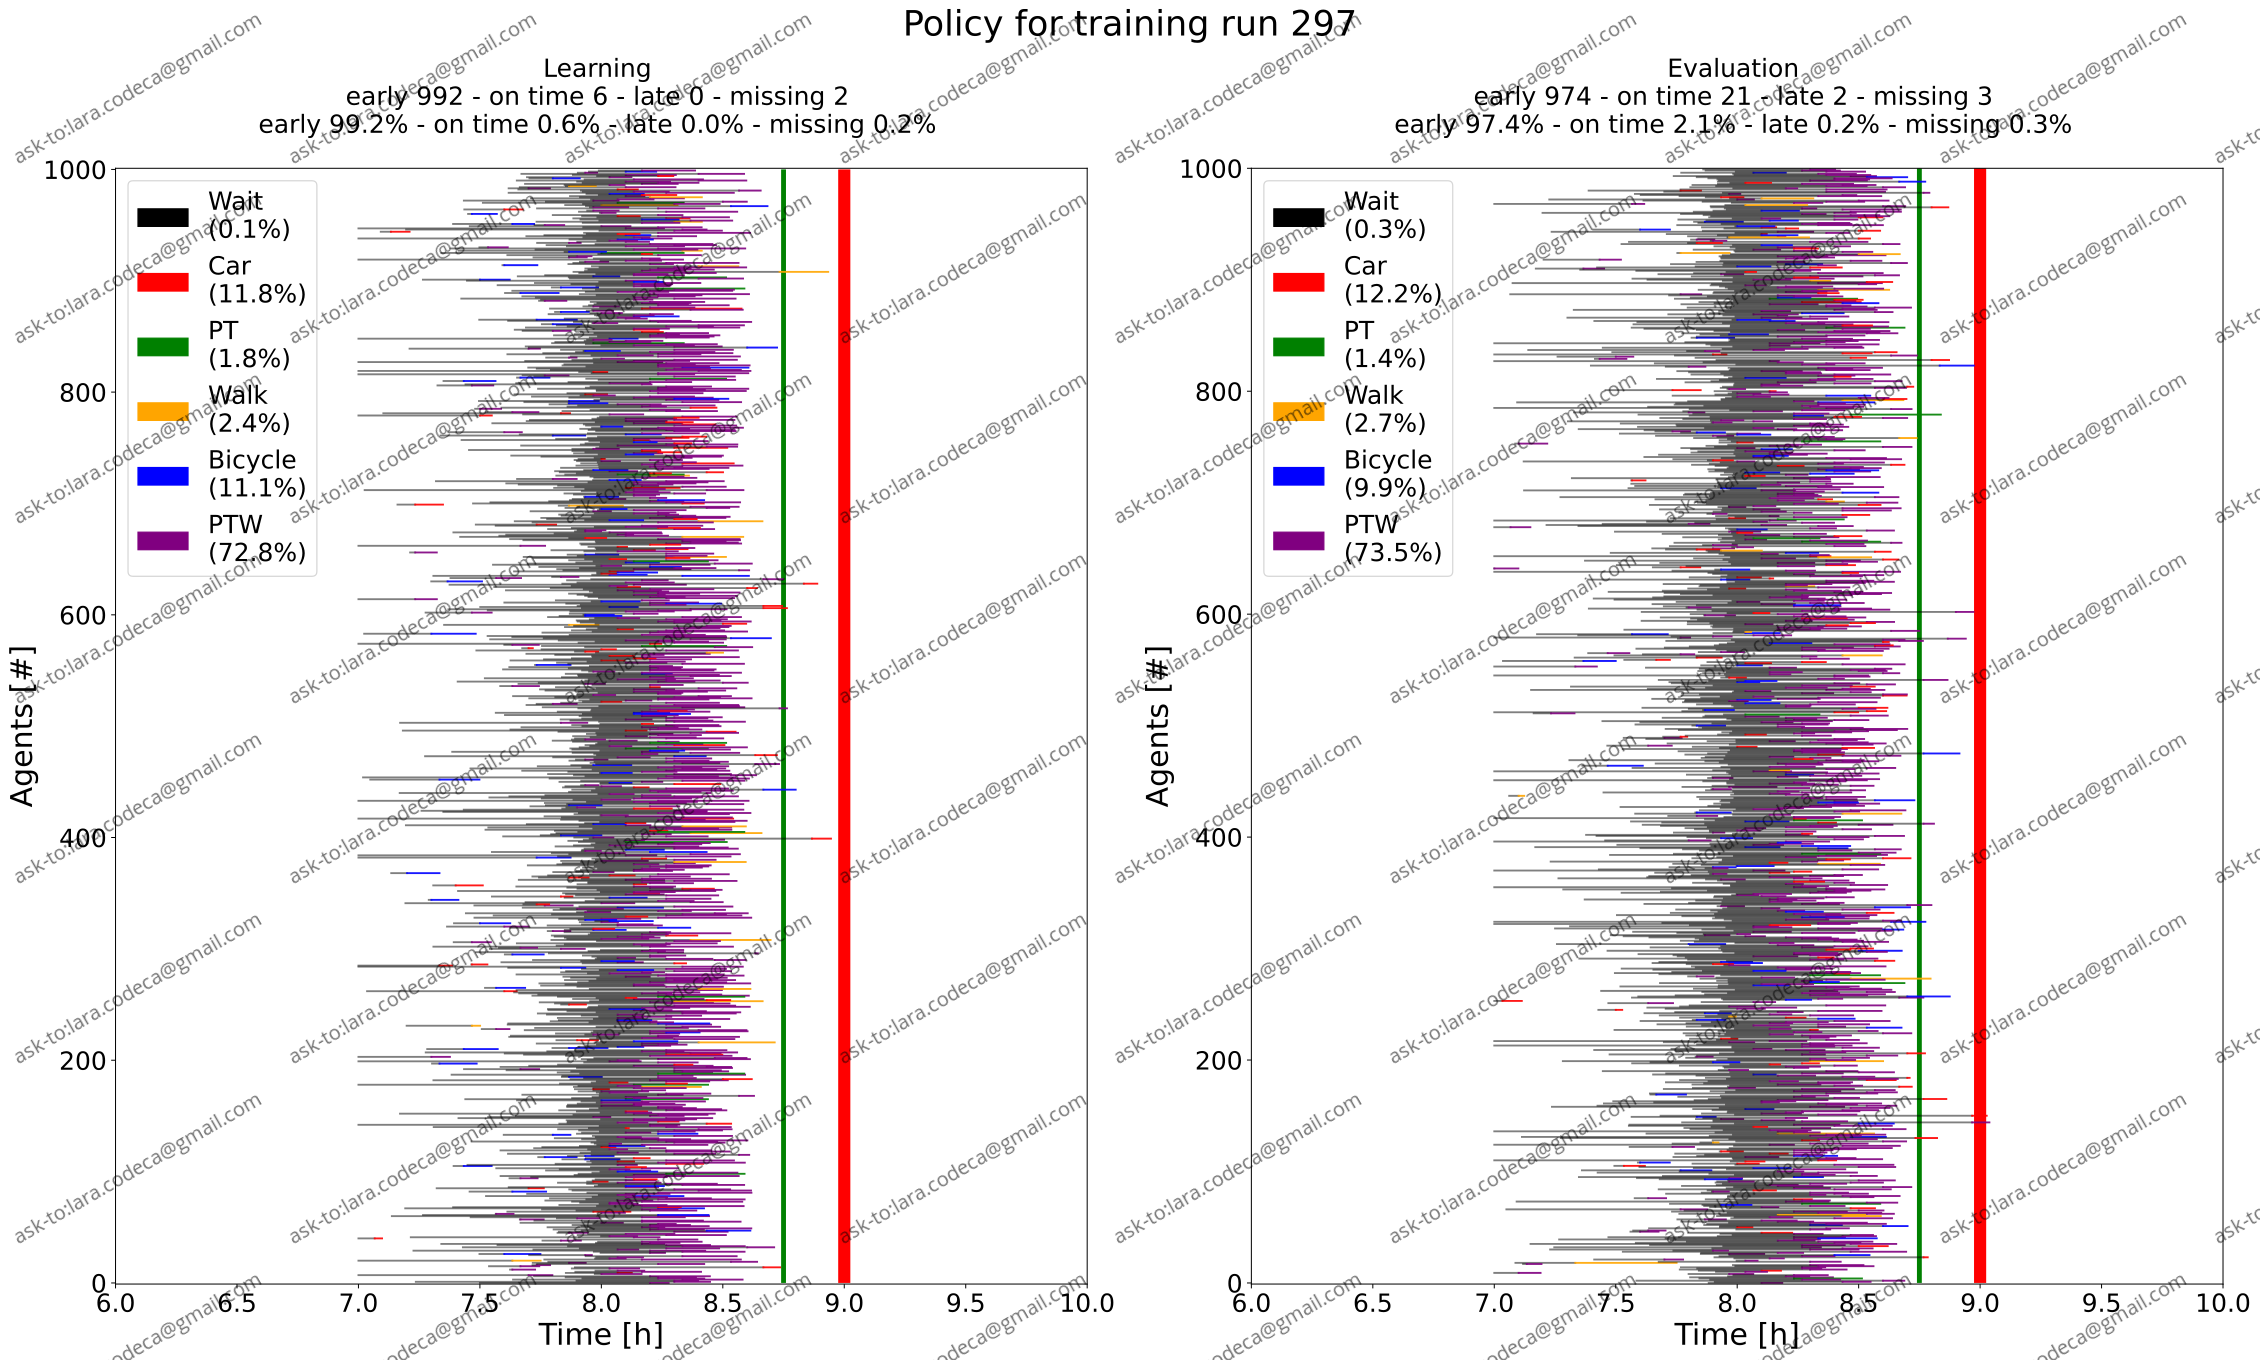 Policy for training run 297
Learning
early 992 - on time 6 - late 0 - missing 2
early 99.2% - on time 0.6% - late 0.0% - missing 0.2%
Agents [#]
1000
800
600
400
200
0
Wait
(0.1%)
Car
(11.8%)
PT
(1.8%)
Walk
(2.4%)
Bicycle
(11.1%)
PTW
(72.8%)
6.0 6.5 7.0 7.5 8.0 8.5 9.0 9.5 10.0
Time [h]
Evaluation
early 974 - on time 21 - late 2 - missing 3
early 97.4% - on time 2.1% - late 0.2% - missing 0.3%
Agents [#]
1000
800
600
400
200
0
Wait
(0.3%)
Car
(12.2%)
PT
(1.4%)
Walk
(2.7%)
Bicycle
(9.9%)
PTW
(73.5%)
6.0 6.5 7.0 7.5 8.0 8.5 9.0 9.5 10.0
Time [h]
ask-to:lara.codeca@gmail.com